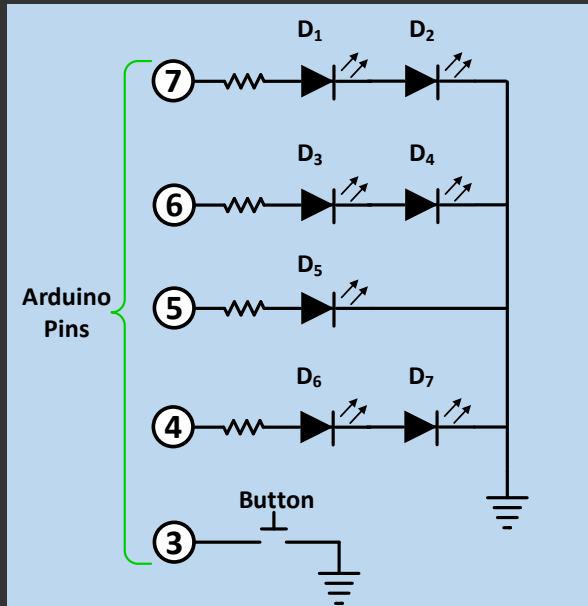 D₁ D₂
7
D₃ D₄
6
D₅
5
Arduino
Pins
D₆ D₇
4
Button
3